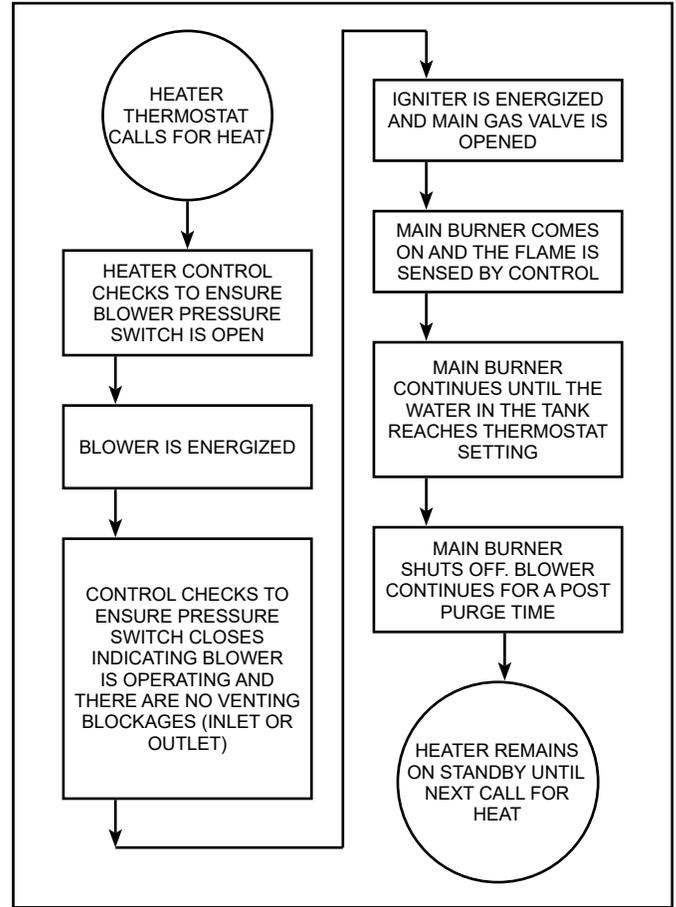 HEATER
THERMOSTAT
CALLS FOR HEAT
HEATER CONTROL
CHECKS TO ENSURE
BLOWER PRESSURE
SWITCH IS OPEN
BLOWER IS ENERGIZED
CONTROL CHECKS TO
ENSURE PRESSURE
SWITCH CLOSES
INDICATING BLOWER
IS OPERATING AND
THERE ARE NO VENTING
BLOCKAGES (INLET OR
OUTLET)
IGNITER IS ENERGIZED
AND MAIN GAS VALVE IS
OPENED
MAIN BURNER COMES
ON AND THE FLAME IS
SENSED BY CONTROL
MAIN BURNER
CONTINUES UNTIL THE
WATER IN THE TANK
REACHES THERMOSTAT
SETTING
MAIN BURNER
SHUTS OFF. BLOWER
CONTINUES FOR A POST
PURGE TIME
HEATER REMAINS
ON STANDBY UNTIL
NEXT CALL FOR
HEAT